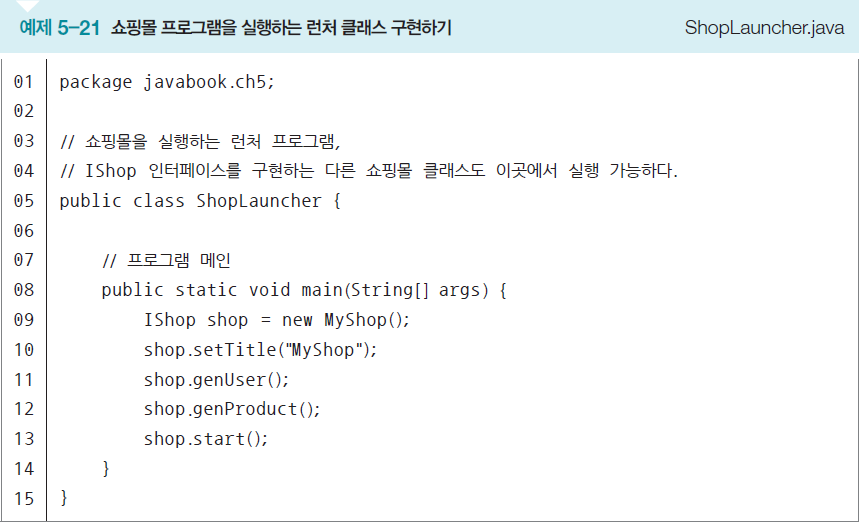 예제 5-21 쇼핑몰 프로그램을 실행하는 런처 클래스 구현하기 ShopLauncher.java
01 package javabook.ch5;
02
03 // 쇼핑몰을 실행하는 런처 프로그램,
04 // IShop 인터페이스를 구현하는 다른 쇼핑몰 클래스도 이곳에서 실행 가능하다.
05 public class ShopLauncher {
06
07     // 프로그램 메인
08     public static void main(String[] args) {
09         IShop shop = new MyShop();
10         shop.setTitle("MyShop");
11         shop.genUser();
12         shop.genProduct();
13         shop.start();
14     }
15 }